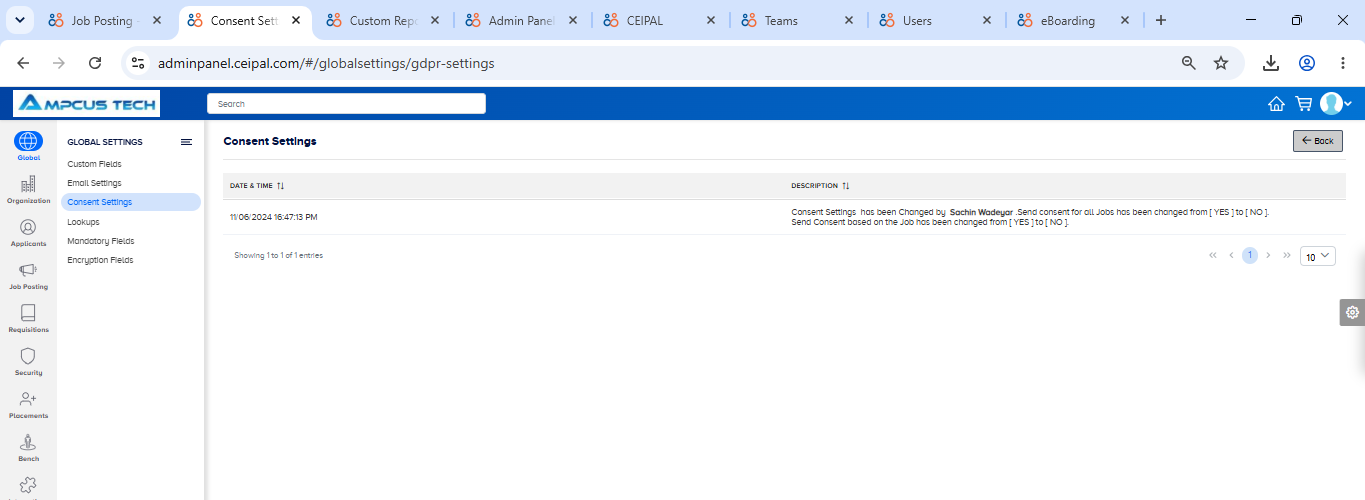 Job Posting
Consent Sett
Custom Repo
Admin Panel
CEIPAL
Teams
Users
eBoarding
adminpanel.ceipal.com/#/globalsettings/gdpr-settings
AMPCUS TECH
Search
Global
Organization
Applicants
Job Posting
Requisitions
Security
Placements
Bench
GLOBAL SETTINGS
Custom Fields
Email Settings
Consent Settings
Lookups
Mandatory Fields
Encryption Fields
Consent Settings
Back
DATE & TIME DESCRIPTION
11/06/2024 16:47:13 PM
Consent Settings has been Changed by Sachin Wadeyar .Send consent for all Jobs has been changed from [ YES ] to [ NO ].
Send Consent based on the Job has been changed from [ YES ] to [ NO ].
Showing 1 to 1 of 1 entries
1
10